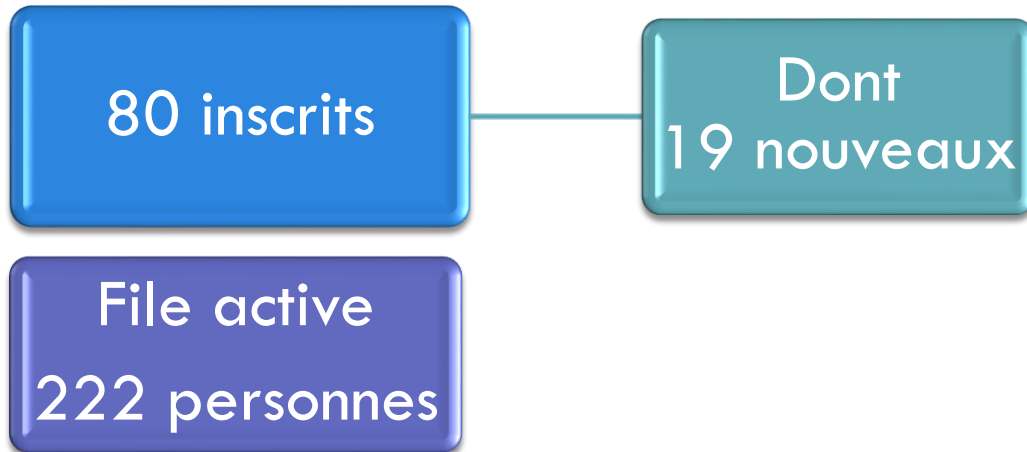 80 inscrits
Dont
19 nouveaux
File active
222 personnes